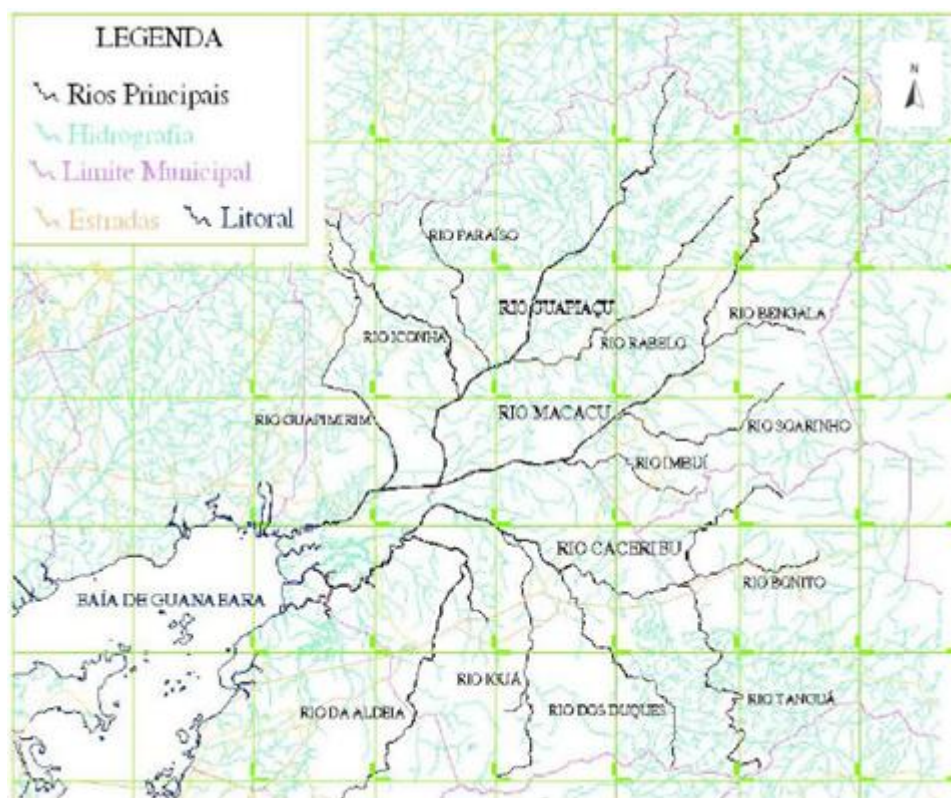 LEGENDA
Rios Principais
Hidrografia
Limite Municipal
Estradas
Litoral
N
RIO PARAÍSO
RIO GUAPIAÇU
RIO BENGALA
RIO ICONHA
RIO RABELO
RIO GUAPIMIRIM
RIO MACACU
RIO SOARINHO
RIO IMBUÍ
RIO CACERIBU
RIO BONITO
BAÍA DE GUANABARA
RIO IGUÁ
RIO DA ALDEIA
RIO DOS DUQUES
RIO TANGUÁ